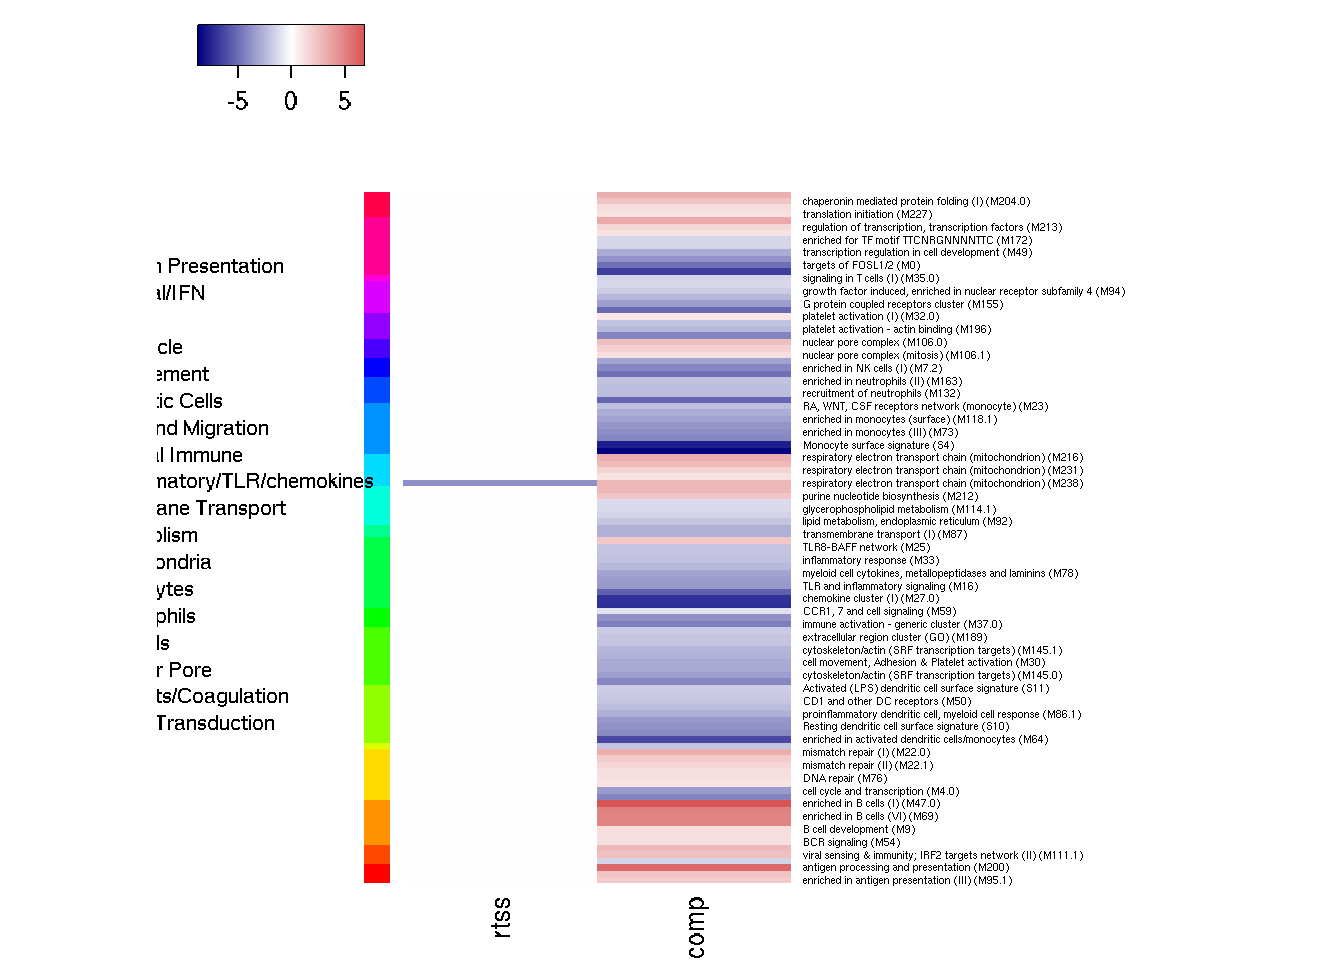 -5 0 5
n Presentation
al/IFN
cle
ement
tic Cells
nd Migration
al Immune
matory/TLR/chemokines
ane Transport
olism
ondria
ytes
phils
ls
r Pore
ts/Coagulation
Transduction
chaperonin mediated protein folding (I) (M204.0)
translation initiation (M227)
regulation of transcription, transcription factors (M213)
enriched for TF motif TTCNRGNNNNTTC (M172)
transcription regulation in cell development (M49)
targets of FOSL1/2 (M0)
signaling in T cells (I) (M35.0)
growth factor induced, enriched in nuclear receptor subfamily 4 (M94)
G protein coupled receptors cluster (M155)
platelet activation (I) (M32.0)
platelet activation - actin binding (M196)
nuclear pore complex (M106.0)
nuclear pore complex (mitosis) (M106.1)
enriched in NK cells (I) (M7.2)
enriched in neutrophils (II) (M163)
recruitment of neutrophils (M132)
RA, WNT, CSF receptors network (monocyte) (M23)
enriched in monocytes (surface) (M118.1)
enriched in monocytes (III) (M73)
Monocyte surface signature (S4)
respiratory electron transport chain (mitochondrion) (M216)
respiratory electron transport chain (mitochondrion) (M231)
respiratory electron transport chain (mitochondrion) (M238)
purine nucleotide biosynthesis (M212)
glycerophospholipid metabolism (M114.1)
lipid metabolism, endoplasmic reticulum (M92)
transmembrane transport (I) (M87)
TLR8-BAFF network (M25)
inflammatory response (M33)
myeloid cell cytokines, metallopeptidases and laminins (M78)
TLR and inflammatory signaling (M16)
chemokine cluster (I) (M27.0)
CCR1, 7 and cell signaling (M59)
immune activation - generic cluster (M37.0)
extracellular region cluster (GO) (M189)
cytoskeleton/actin (SRF transcription targets) (M145.1)
cell movement, Adhesion & Platelet activation (M30)
cytoskeleton/actin (SRF transcription targets) (M145.0)
Activated (LPS) dendritic cell surface signature (S11)
CD1 and other DC receptors (M50)
proinflammatory dendritic cell, myeloid cell response (M86.1)
Resting dendritic cell surface signature (S10)
enriched in activated dendritic cells/monocytes (M64)
mismatch repair (I) (M22.0)
mismatch repair (II) (M22.1)
DNA repair (M76)
cell cycle and transcription (M4.0)
enriched in B cells (I) (M47.0)
enriched in B cells (VI) (M69)
B cell development (M9)
BCR signaling (M54)
viral sensing & immunity; IRF2 targets network (II) (M111.1)
antigen processing and presentation (M200)
enriched in antigen presentation (III) (M95.1)
rtss
comp